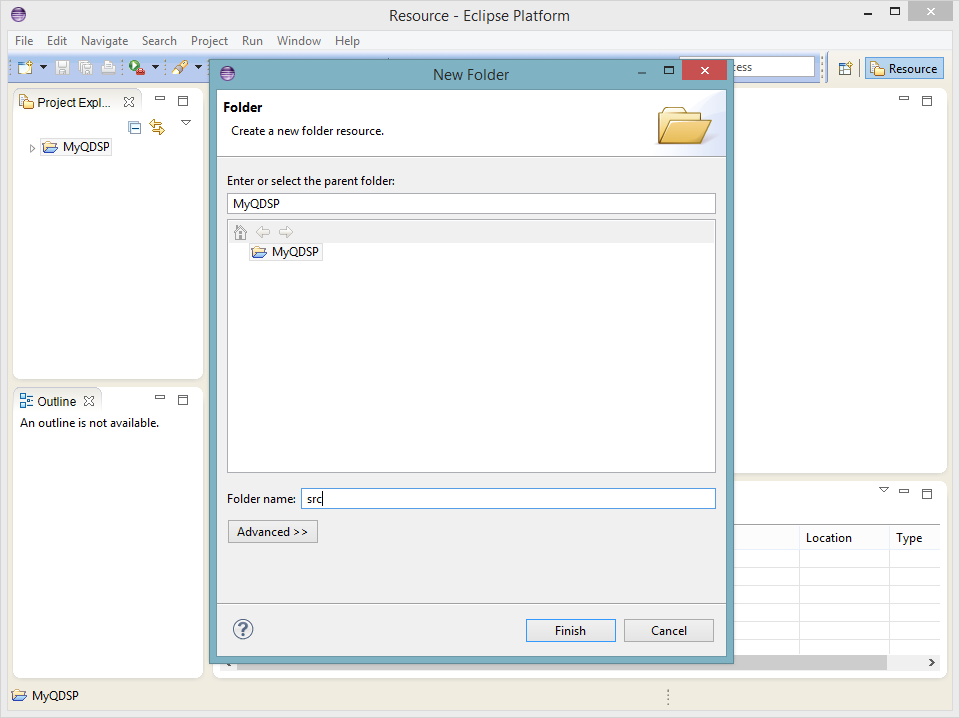 Resource - Eclipse Platform
File Edit Navigate Search Project Run Window Help
New Folder
Resource
Project Expl...
MyQDSP
Folder
Create a new folder resource.
Enter or select the parent folder:
MyQDSP
MyQDSP
Outline
An outline is not available.
Folder name: src
Advanced >>
Location Type
Finish Cancel
MyQDSP